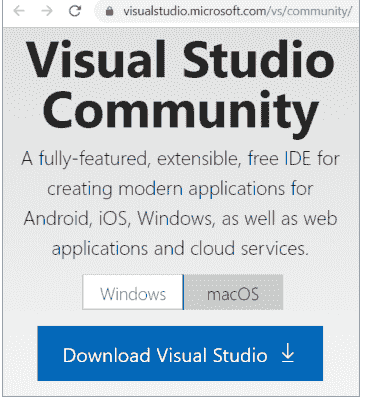 visualstudio.microsoft.com/vs/community/
Visual Studio
Community
A fully-featured, extensible, free IDE for
creating modern applications for
Android, iOS, Windows, as well as web
applications and cloud services.
Windows macOS
Download Visual Studio